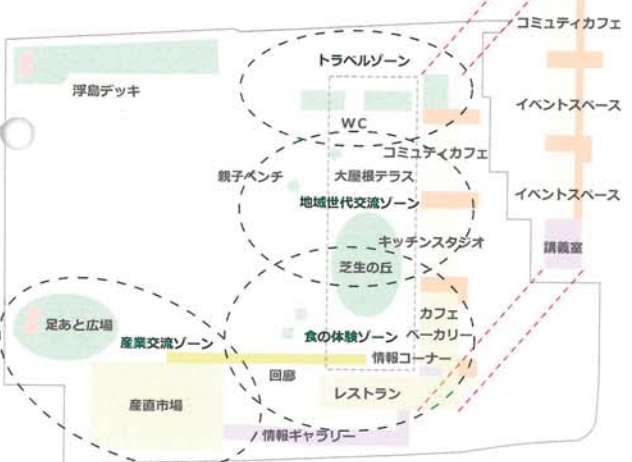 コミュティカフェ
トラベルゾーン
浮島デッキ
イベントスペース
WC
コミュティカフェ
親子ベンチ
大屋根テラス
イベントスペース
地域世代交流ゾーン
キッチンスタジオ
講義室
芝生の丘
カフェ
足あと広場
産業交流ゾーン
食の体験ゾーン
ベーカリー
情報コーナー
回廊
レストラン
産直市場
情報ギャラリー